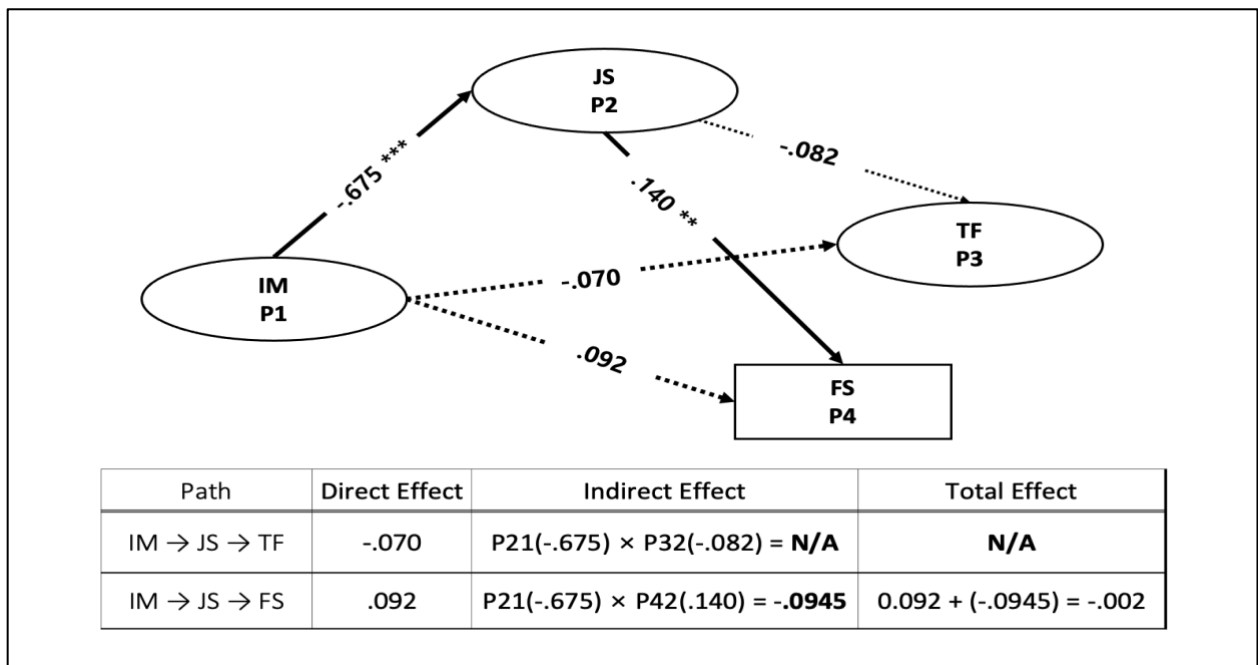 JS
P2
-.675 ***
-.082
.140 **
TF
P3
-.070
IM
P1
.092
FS
P4
Path Direct Effect Indirect Effect Total Effect
IM → JS → TF -.070 P21(-.675) × P32(-.082) = N/A N/A
IM → JS → FS .092 P21(-.675) × P42(.140) = -.0945 0.092 + (-.0945) = -.002